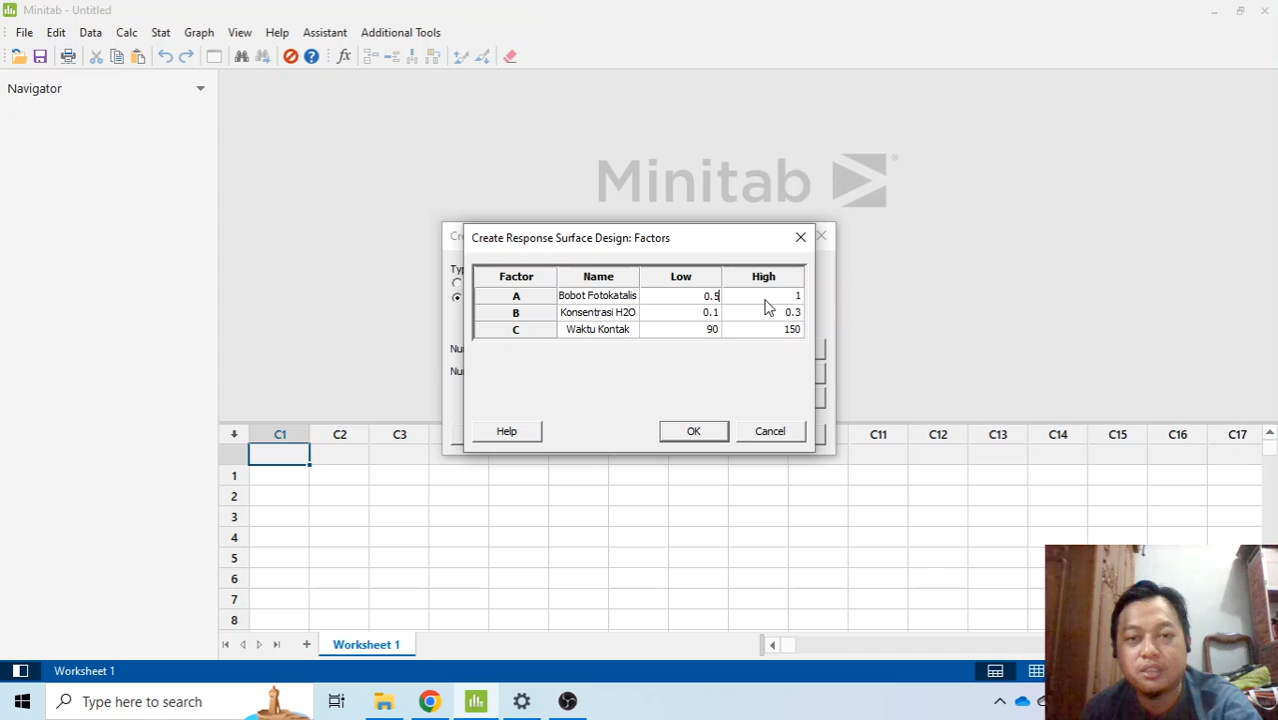 Minitab - Untitled
File Edit Data Calc Stat Graph View Help Assistant Additional Tools
Navigator
Minitab
Create Response Surface Design: Factors
Factor Name Low High
A Bobot Fotokatalis 0.5 1
B Konsentrasi H2O 0.1 0.3
C Waktu Kontak 90 150
Help OK Cancel
C1 C2 C3 C11 C12 C13 C14 C15 C16 C17
1
2
3
4
5
6
7
8
Worksheet 1
Worksheet 1
Type here to search